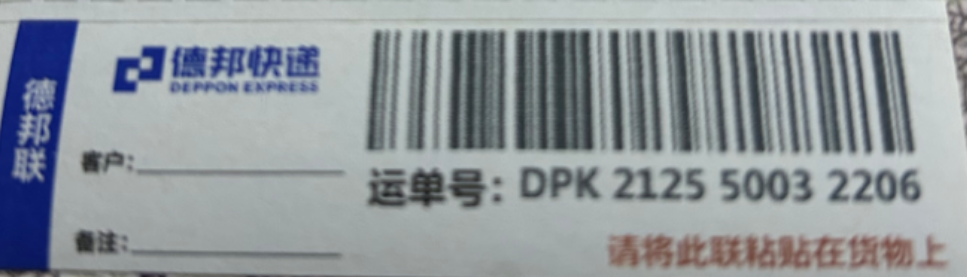 德邦联
德邦快递
DEPPON EXPRESS
客户:
备注:
运单号: DPK 2125 5003 2206
请将此联粘贴在货物上